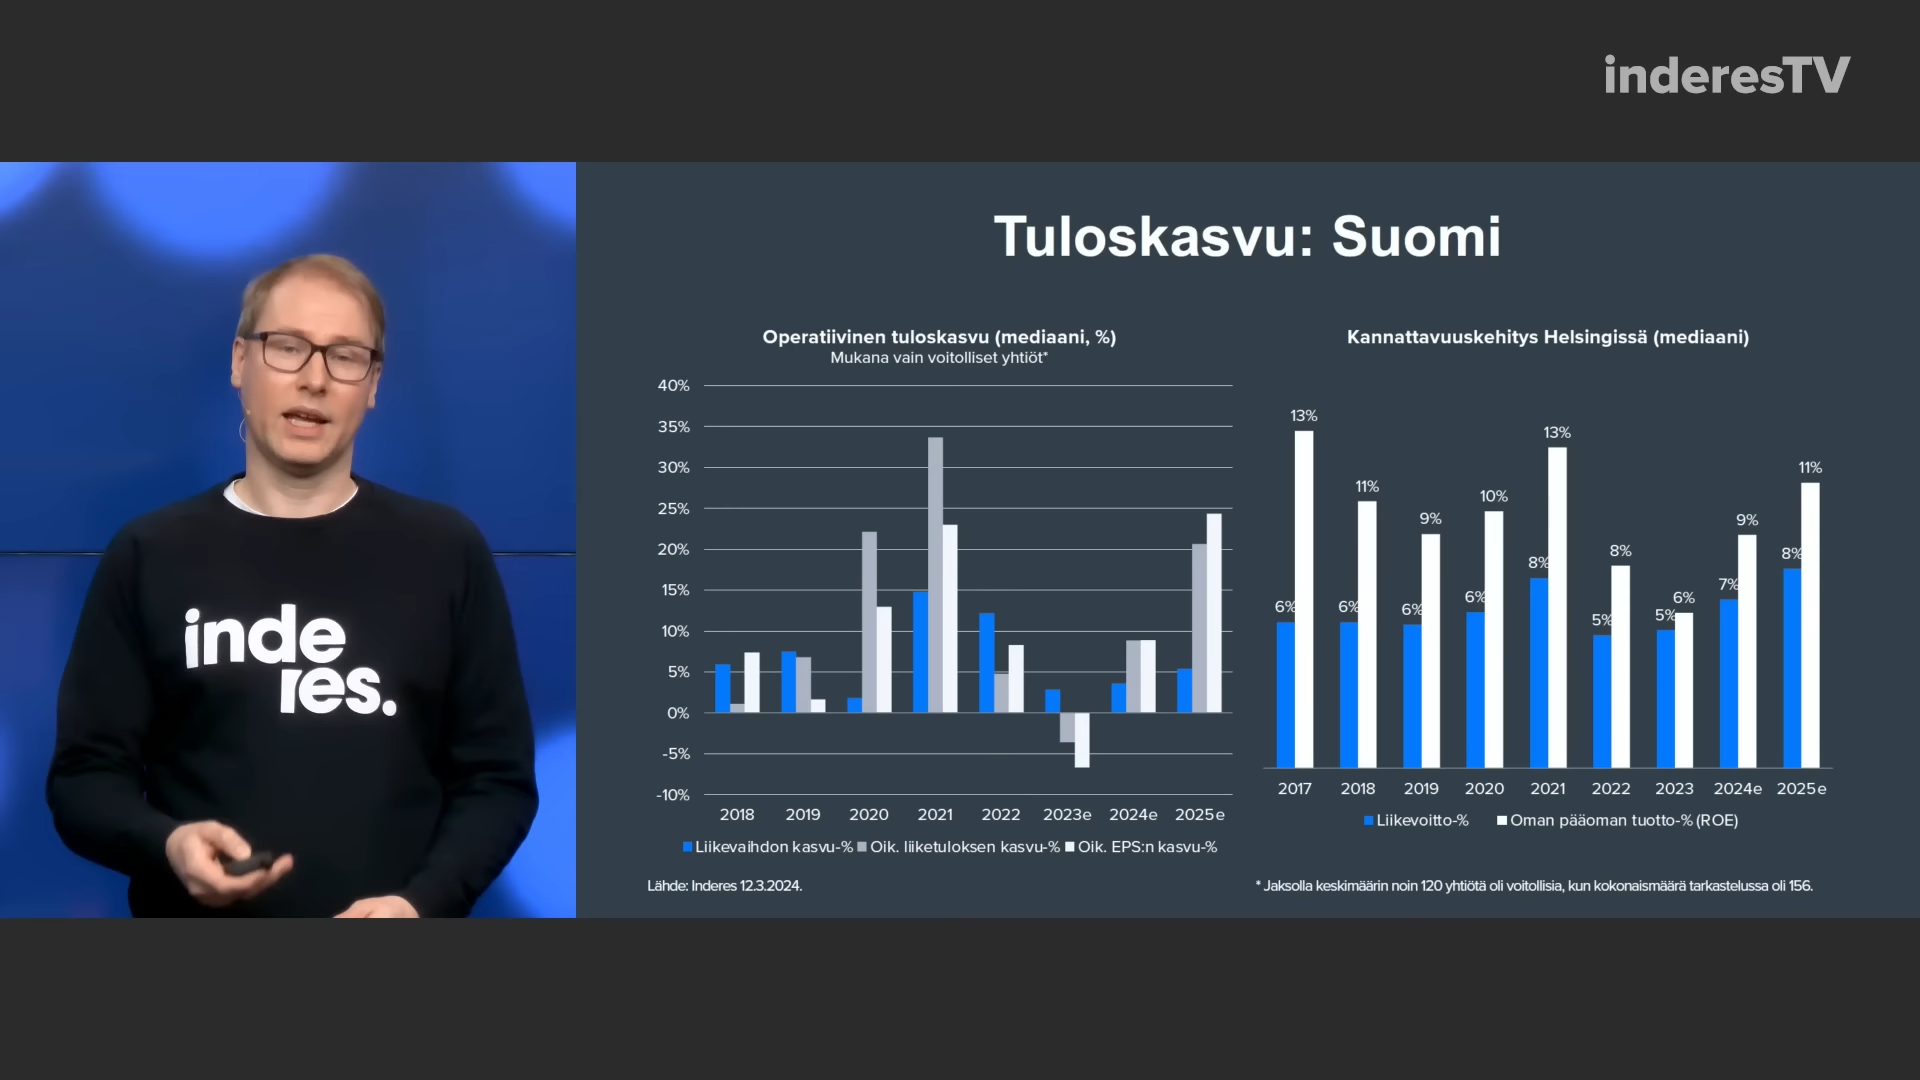 inderesTV
inde
res.
Tuloskasvu: Suomi
Operatiivinen tuloskasvu (mediaani, %)
Mukana vain voitolliset yhtiöt*
40%
35%
30%
25%
20%
15%
10%
5%
0%
-5%
-10%
2018 2019 2020 2021 2022 2023e 2024e 2025e
Liikevaihdon kasvu-% Oik. liiketuloksen kasvu-% Oik. EPS:n kasvu-%
Lähde: Inderes 12.3.2024.
Kannattavuuskehitys Helsingissä (mediaani)
6% 13% 6% 11% 6% 9% 6% 10% 8% 13% 5% 8% 5% 6% 7% 9% 8% 11%
2017 2018 2019 2020 2021 2022 2023 2024e 2025e
Liikevoitto-% Oman pääoman tuotto-% (ROE)
* Jaksolla keskimäärin noin 120 yhtiötä oli voitollisia, kun kokonaismäärä tarkastelussa oli 156.